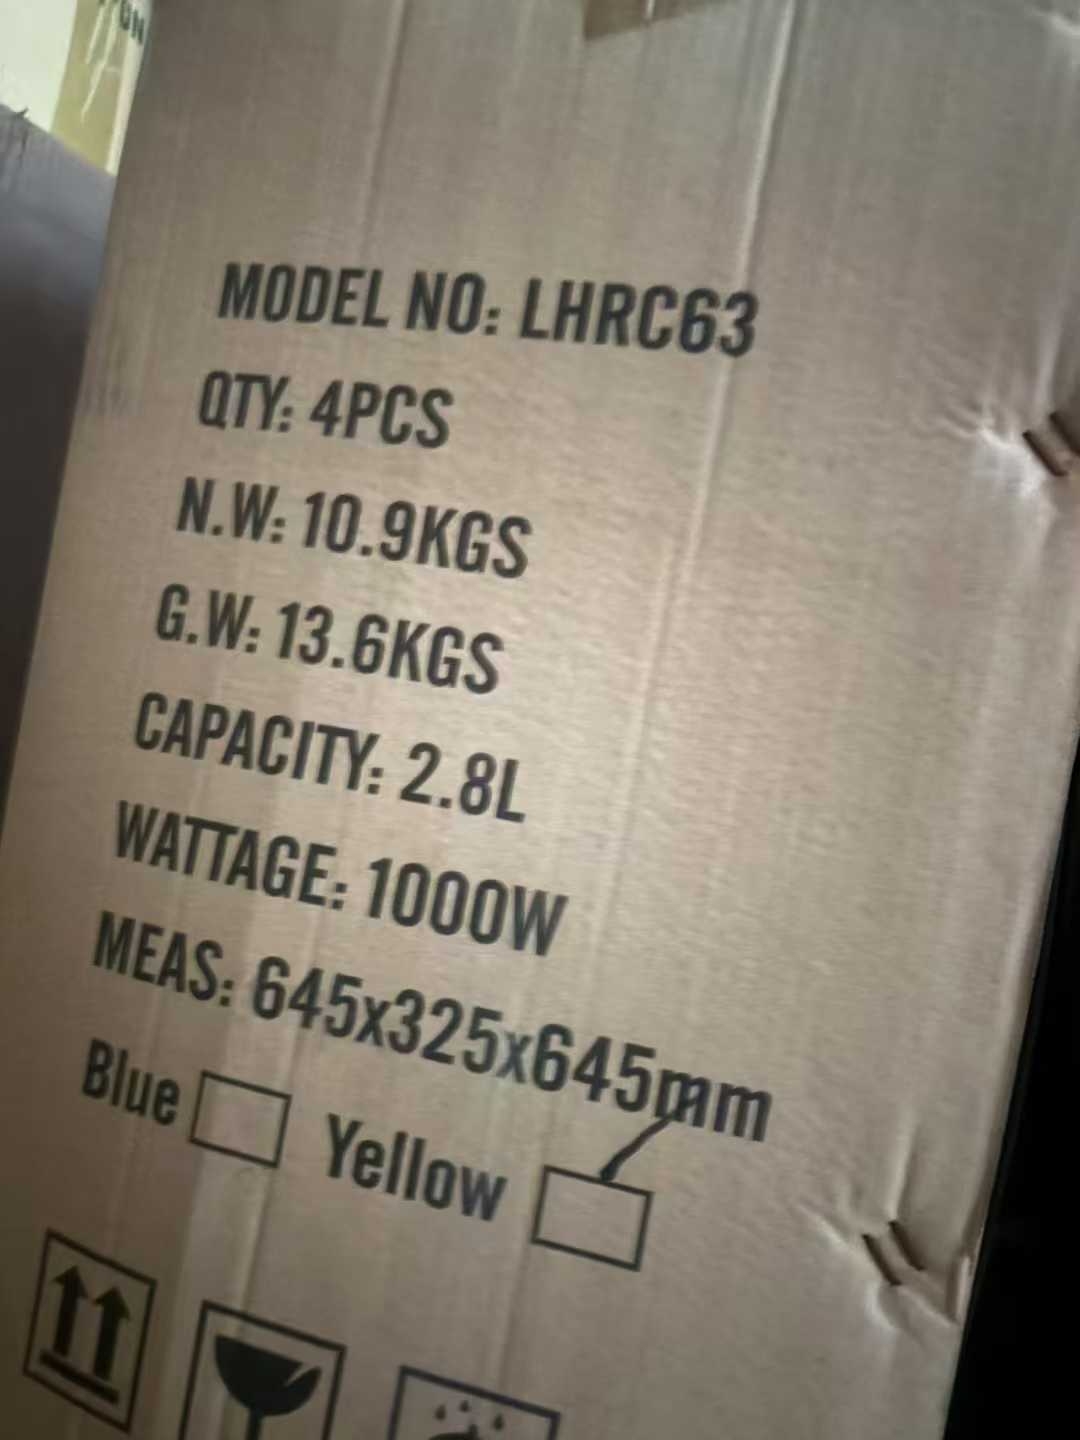 MODEL NO: LHRC63
QTY: 4PCS
N.W: 10.9KGS
G.W: 13.6KGS
CAPACITY: 2.8L
WATTAGE: 1000W
MEAS: 645x325x645mm
Blue Yellow